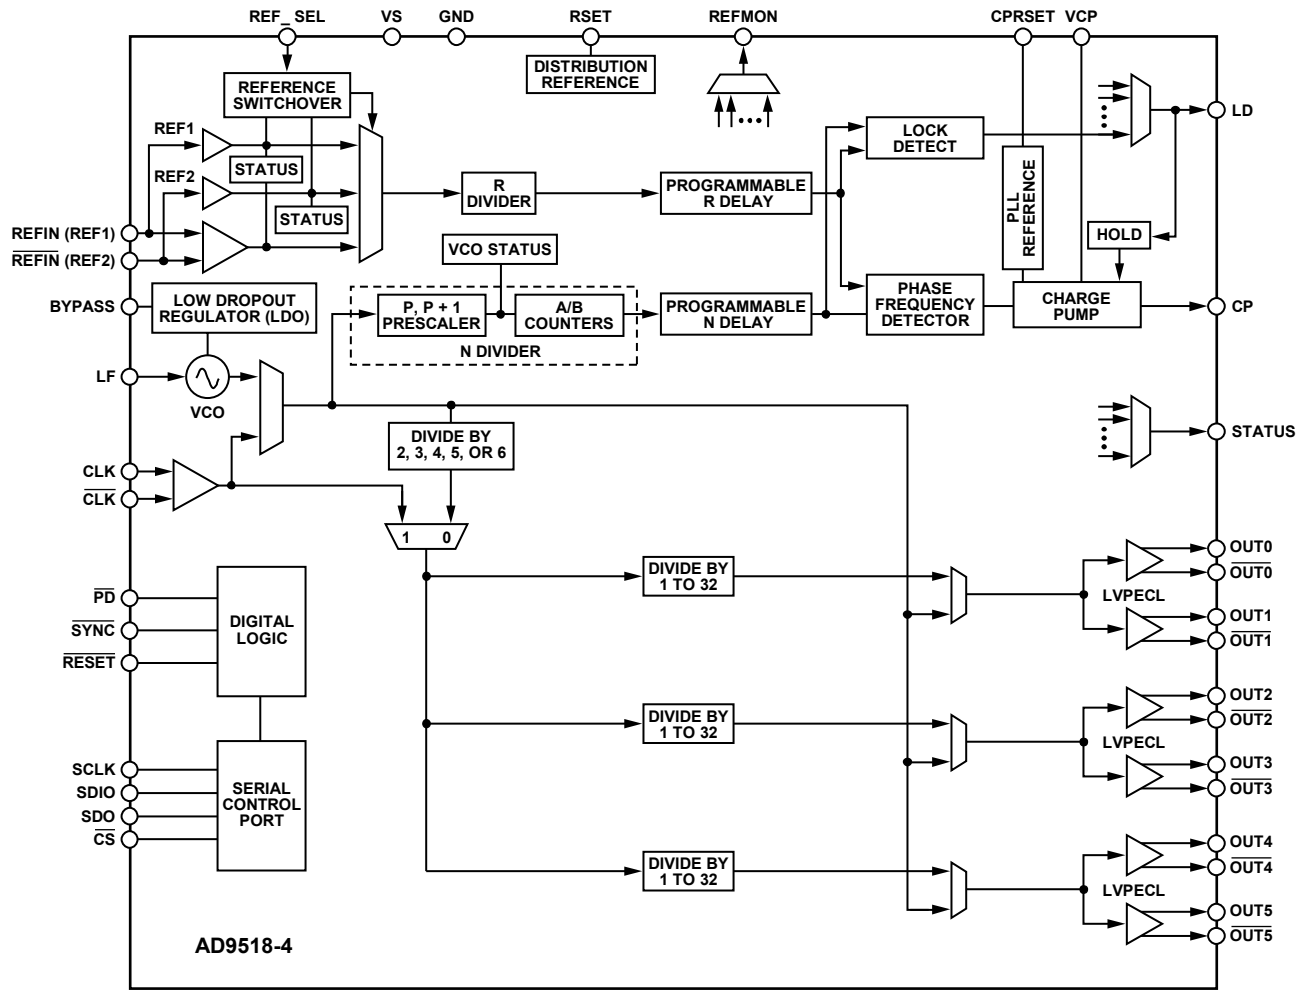 REF_SEL
VS
GND
RSET
REFMON
CPRSET
VCP
DISTRIBUTION
REFERENCE
REFERENCE
SWITCHOVER
REF1
STATUS
REF2
STATUS
REFIN (REF1)
REFIN (REF2)
R
DIVIDER
PROGRAMMABLE
R DELAY
LOCK
DETECT
LD
PLL
REFERENCE
HOLD
VCO STATUS
BYPASS
LOW DROPOUT
REGULATOR (LDO)
P, P + 1
PRESCALER
A/B
COUNTERS
N DIVIDER
PROGRAMMABLE
N DELAY
PHASE
FREQUENCY
DETECTOR
CHARGE
PUMP
CP
LF
VCO
DIVIDE BY
2, 3, 4, 5, OR 6
STATUS
CLK
CLK
1 0
DIVIDE BY
1 TO 32
LVPECL
OUT0
OUT0
OUT1
OUT1
PD
SYNC
RESET
DIGITAL
LOGIC
DIVIDE BY
1 TO 32
LVPECL
OUT2
OUT2
OUT3
OUT3
SCLK
SDIO
SDO
CS
SERIAL
CONTROL
PORT
DIVIDE BY
1 TO 32
LVPECL
OUT4
OUT4
OUT5
OUT5
AD9518-4